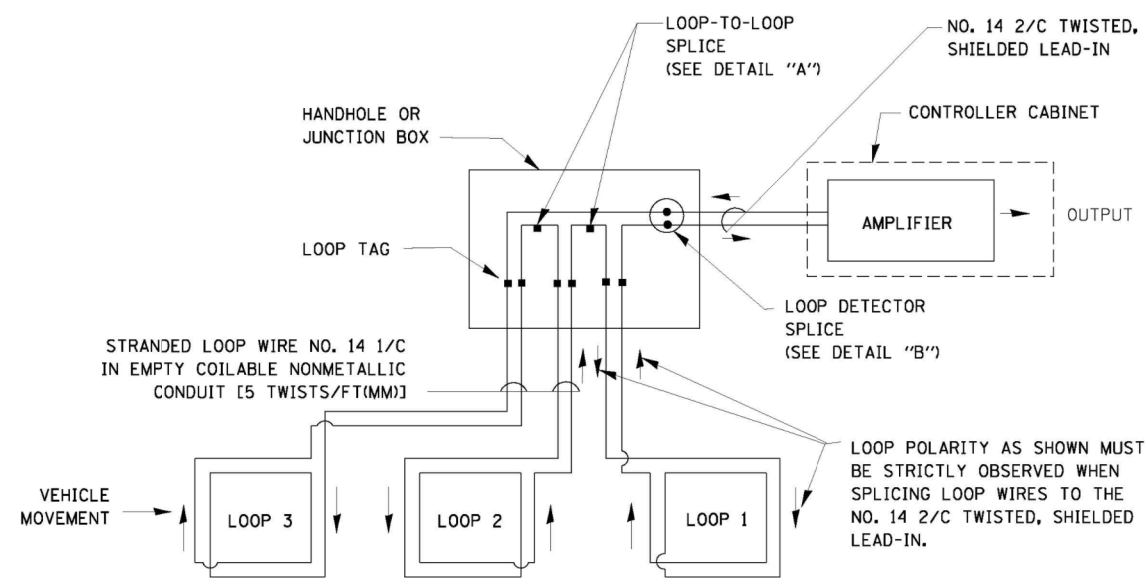 LOOP-TO-LOOP
SPLICE
(SEE DETAIL "A")
NO. 14 2/C TWISTED,
SHIELDED LEAD-IN
HANDHOLE OR
JUNCTION BOX
CONTROLLER CABINET
AMPLIFIER
OUTPUT
LOOP TAG
LOOP DETECTOR
SPLICE
(SEE DETAIL "B")
STRANDED LOOP WIRE NO. 14 1/C
IN EMPTY COILABLE NONMETALLIC
CONDUIT [5 TWISTS/FT(MM)]
LOOP POLARITY AS SHOWN MUST
BE STRICTLY OBSERVED WHEN
SPLICING LOOP WIRES TO THE
NO. 14 2/C TWISTED, SHIELDED
LEAD-IN.
VEHICLE
MOVEMENT
LOOP 3
LOOP 2
LOOP 1